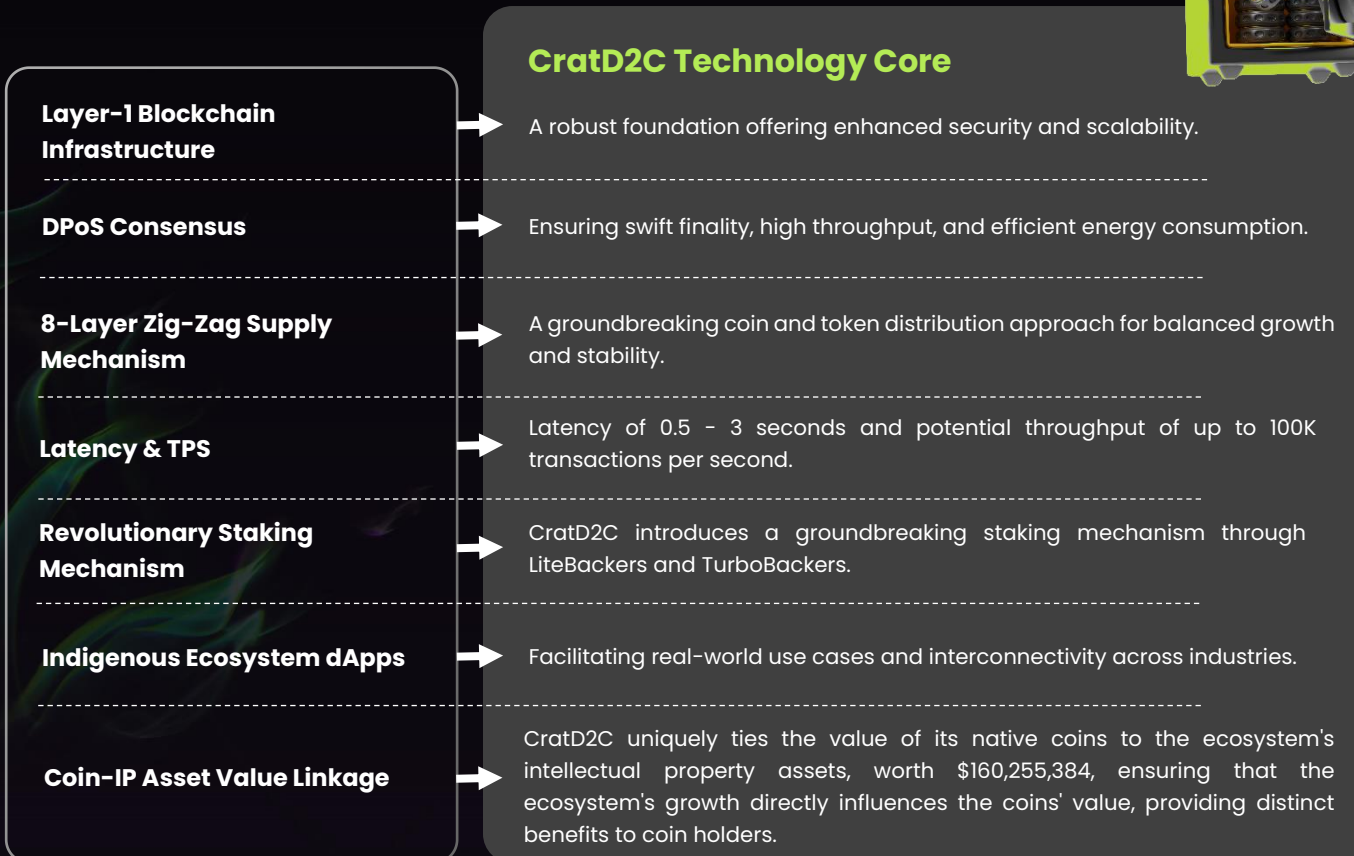 CratD2C Technology Core
Layer-1 Blockchain
Infrastructure
A robust foundation offering enhanced security and scalability.
DPoS Consensus
Ensuring swift finality, high throughput, and efficient energy consumption.
8-Layer Zig-Zag Supply
Mechanism
A groundbreaking coin and token distribution approach for balanced growth
and stability.
Latency & TPS
Latency of 0.5 - 3 seconds and potential throughput of up to 100K
transactions per second.
Revolutionary Staking
Mechanism
CratD2C introduces a groundbreaking staking mechanism through
LiteBackers and TurboBackers.
Indigenous Ecosystem dApps
Facilitating real-world use cases and interconnectivity across industries.
Coin-IP Asset Value Linkage
CratD2C uniquely ties the value of its native coins to the ecosystem's
intellectual property assets, worth $160,255,384, ensuring that the
ecosystem's growth directly influences the coins' value, providing distinct
benefits to coin holders.